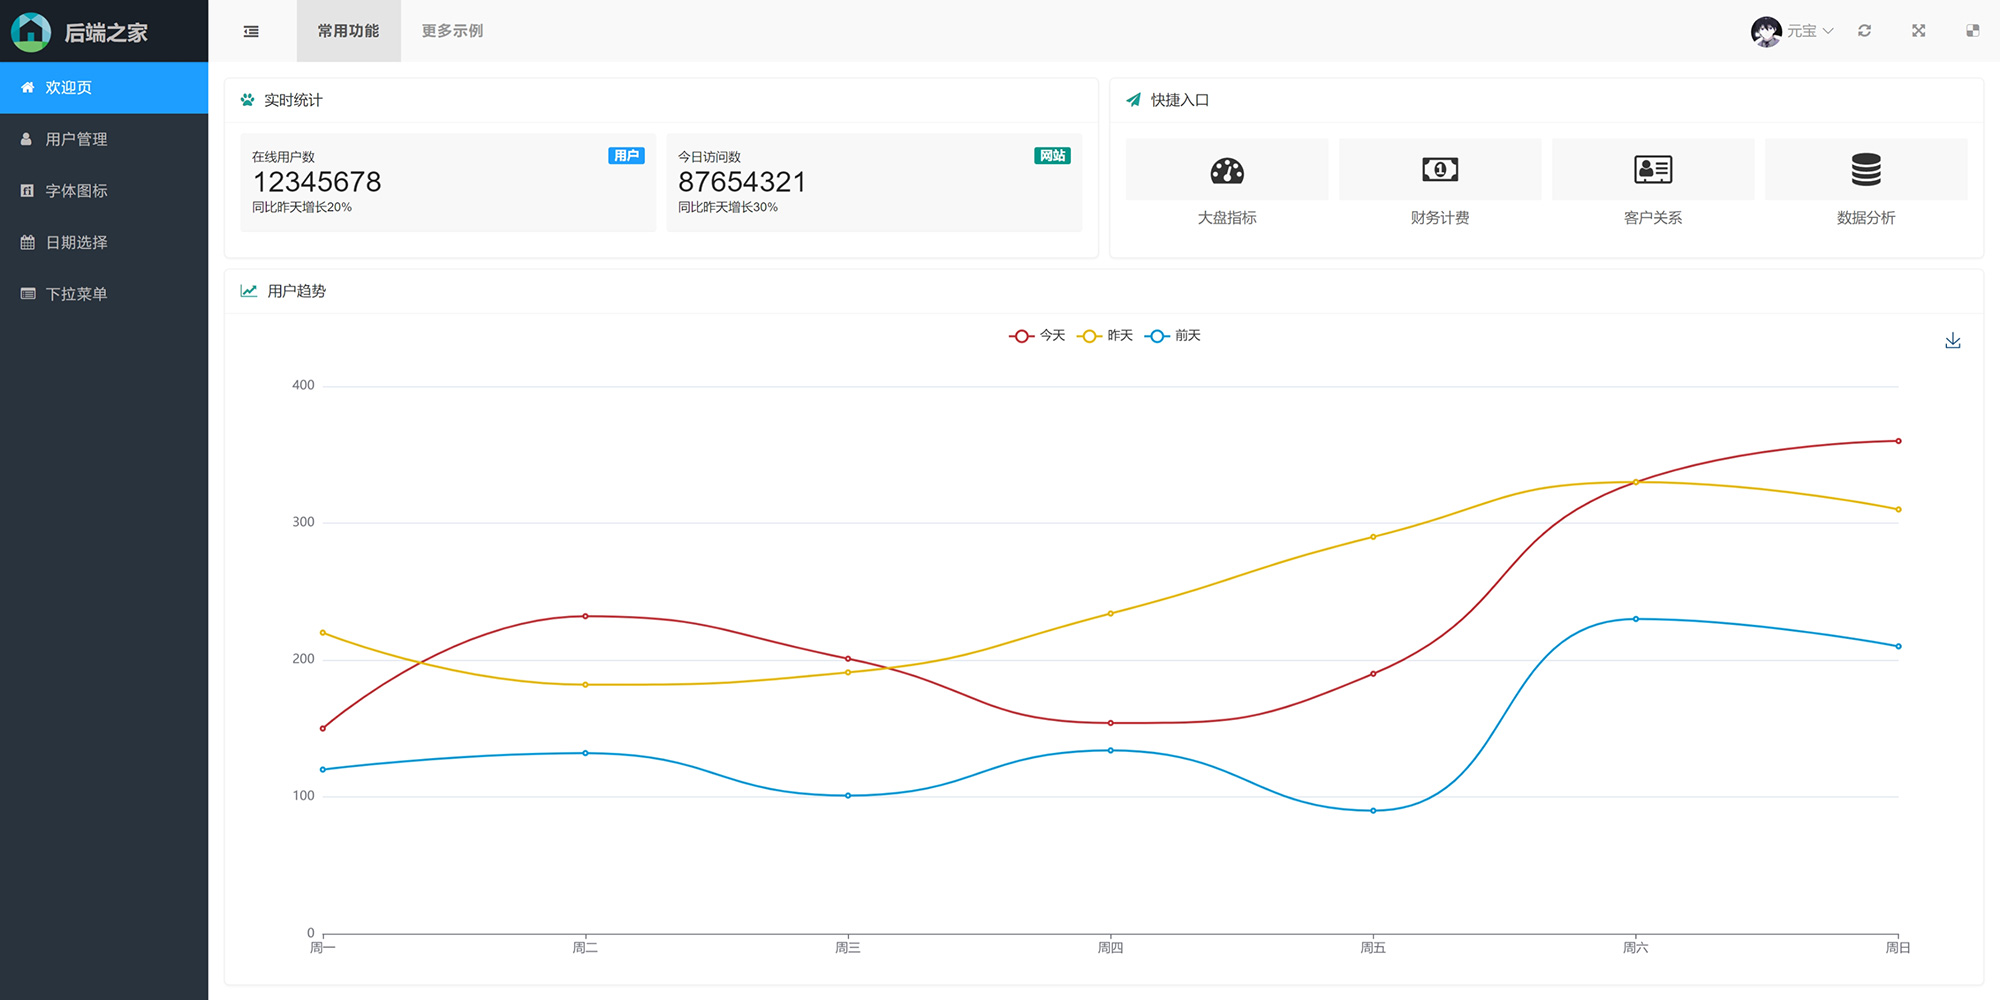 后端之家
常用功能
更多示例
元宝
欢迎页
用户管理
字体图标
日期选择
下拉菜单
实时统计
在线用户数
用户
12345678
同比昨天增长20%
今日访问数
网站
87654321
同比昨天增长30%
快捷入口
大盘指标
财务计费
客户关系
数据分析
用户趋势
今天
昨天
前天
400
300
200
100
0
周一
周二
周三
周四
周五
周六
周日